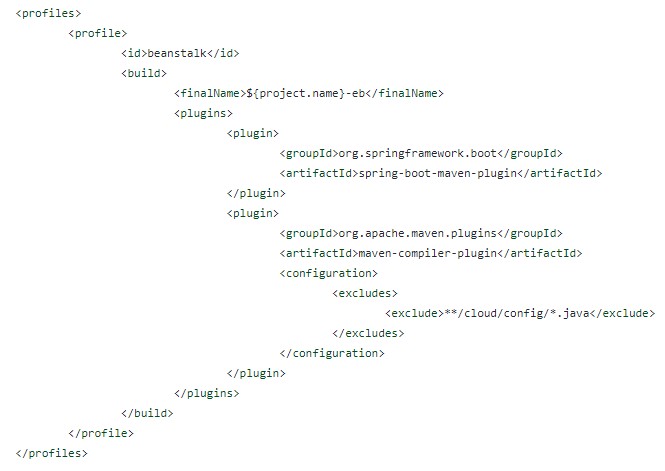 <profiles>
<profile>
<id>beanstalk</id>
<build>
<finalName>${project.name}-eb</finalName>
<plugins>
<plugin>
<groupId>org.springframework.boot</groupId>
<artifactId>spring-boot-maven-plugin</artifactId>
</plugin>
<plugin>
<groupId>org.apache.maven.plugins</groupId>
<artifactId>maven-compiler-plugin</artifactId>
<configuration>
<excludes>
<exclude>**/cloud/config/*.java</exclude>
</excludes>
</configuration>
</plugin>
</plugins>
</build>
</profile>
</profiles>